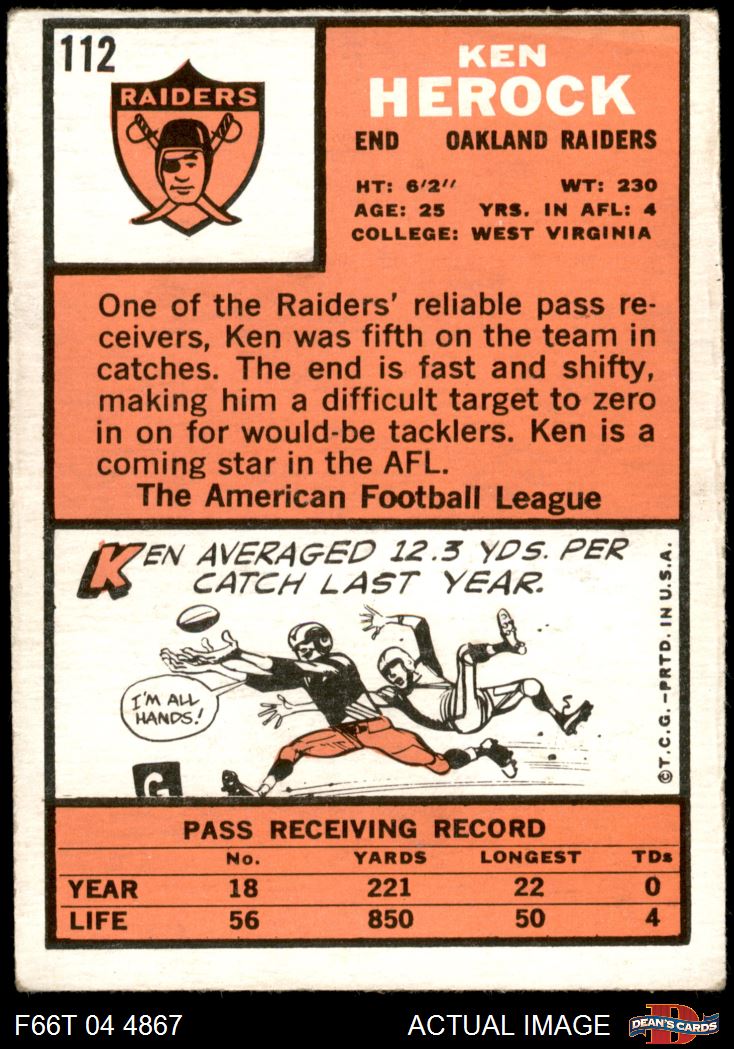 112
RAIDERS
KEN
HEROCK
END OAKLAND RAIDERS
HT: 6'2" WT: 230
AGE: 25 YRS. IN AFL: 4
COLLEGE: WEST VIRGINIA
One of the Raiders' reliable pass re-
ceivers, Ken was fifth on the team in
catches. The end is fast and shifty,
making him a difficult target to zero
in on for would-be tacklers. Ken is a
coming star in the AFL.
The American Football League
KEN AVERAGED 12.3 YDS. PER
CATCH LAST YEAR.
I'M ALL
HANDS!
G
©T.C.G.–PRTD. IN U.S.A.
PASS RECEIVING RECORD
No. YARDS LONGEST TDs
YEAR 18 221 22 0
LIFE 56 850 50 4
F66T 04 4867 ACTUAL IMAGE D DEAN'S CARDS